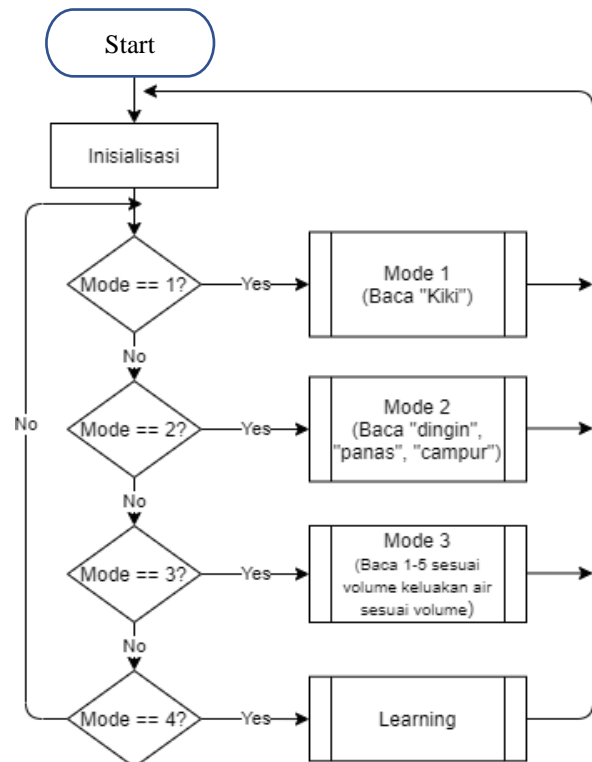 Start
Inisialisasi
Mode == 1?
Yes
Mode 1
(Baca "Kiki")
No
Mode == 2?
Yes
Mode 2
(Baca "dingin",
"panas", "campur")
No
No
Mode == 3?
Yes
Mode 3
(Baca 1-5 sesuai
volume keluakan air
sesuai volume)
No
Mode == 4?
Yes
Learning